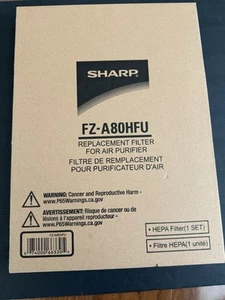 SHARP
FZ-A80HFU
REPLACEMENT FILTER
FOR AIR PURIFIER
FILTRE DE REMPLACEMENT
POUR PURIFICATEUR D'AIR
WARNING: Cancer and Reproductive Harm -
www.P65Warnings.ca.gov
AVERTISSEMENT: Risque de cancer ou de
lésions à l'appareil reproducteur -
www.P65Warnings.ca.gov
FZ-A80HFU
• HEPA Filter(1 SET)
• Filtre HEPA(1 unité)